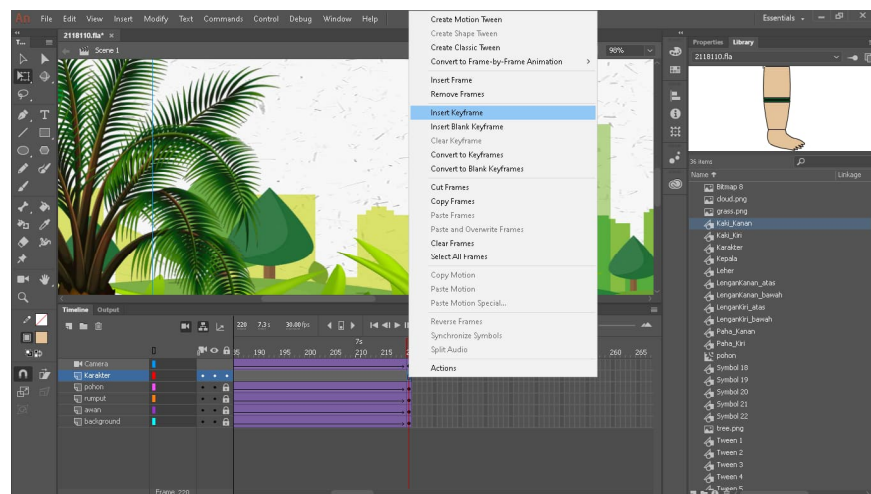 An File Edit View Insert Modify Text Commands Control Debug Window Help
Essentials
2118110.fla* ×
Scene 1
98%
Create Motion Tween
Create Shape Tween
Create Classic Tween
Convert to Frame-by-Frame Animation
Insert Frame
Remove Frames
Insert Keyframe
Insert Blank Keyframe
Clear Keyframe
Convert to Keyframes
Convert to Blank Keyframes
Cut Frames
Copy Frames
Paste Frames
Paste and Overwrite Frames
Clear Frames
Select All Frames
Copy Motion
Paste Motion
Paste Motion Special...
Reverse Frames
Synchronize Symbols
Split Audio
Actions
Properties Library
2118110.fla
36 items
Name Linkage
Bitmap 8
cloud.png
grass.png
Kaki_Kanan
Kaki_Kiri
Karakter
Kepala
Leher
LenganKanan_atas
LenganKanan_bawah
LenganKiri_atas
LenganKiri_bawah
Paha_Kanan
Paha_Kiri
pohon
Symbol 18
Symbol 19
Symbol 20
Symbol 21
Symbol 22
tree.png
Tween 1
Tween 2
Tween 3
Tween 4
Tween 5
Timeline Output
220 7.3 s 30.00 fps
7s
190 195 200 205 210 215 260 265
Camera
Karakter
pohon
rumput
awan
background
Frame 220